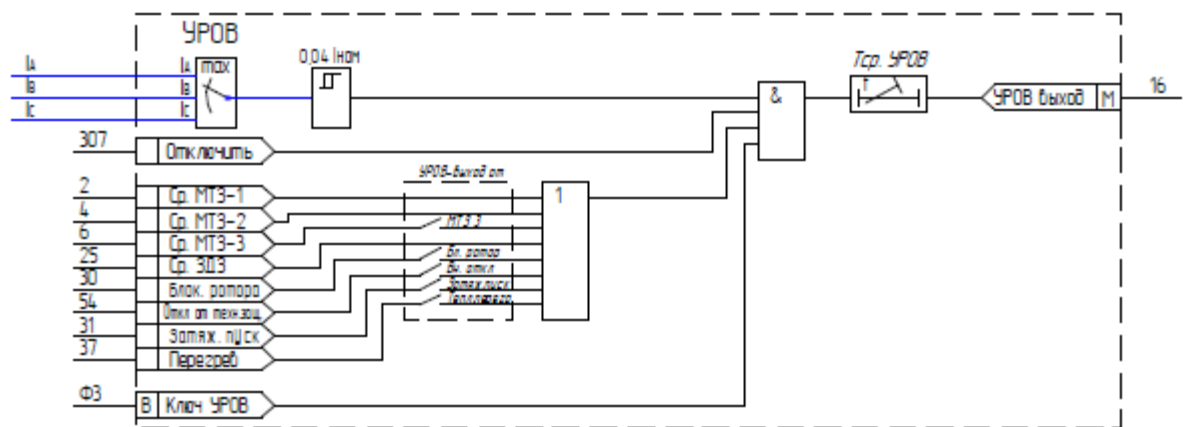 УРОВ
IA
IB
IC
IA
IB
IC
max
0,04 Iном
&
Тср. УРОВ
t
УРОВ выход
М
16
307
Отключить
УРОВ-выход от
2
Ср. МТЗ-1
4
Ср. МТЗ-2
6
Ср. МТЗ-3
25
Ср. ЗДЗ
30
Блок. ротора
54
Откл от техн.защ.
31
Затяж. пуск
37
Перегрев
МТЗ 3
Бл. ротор
Вн. откл
Затяж.пуск
1
Ф3
В
Ключ УРОВ